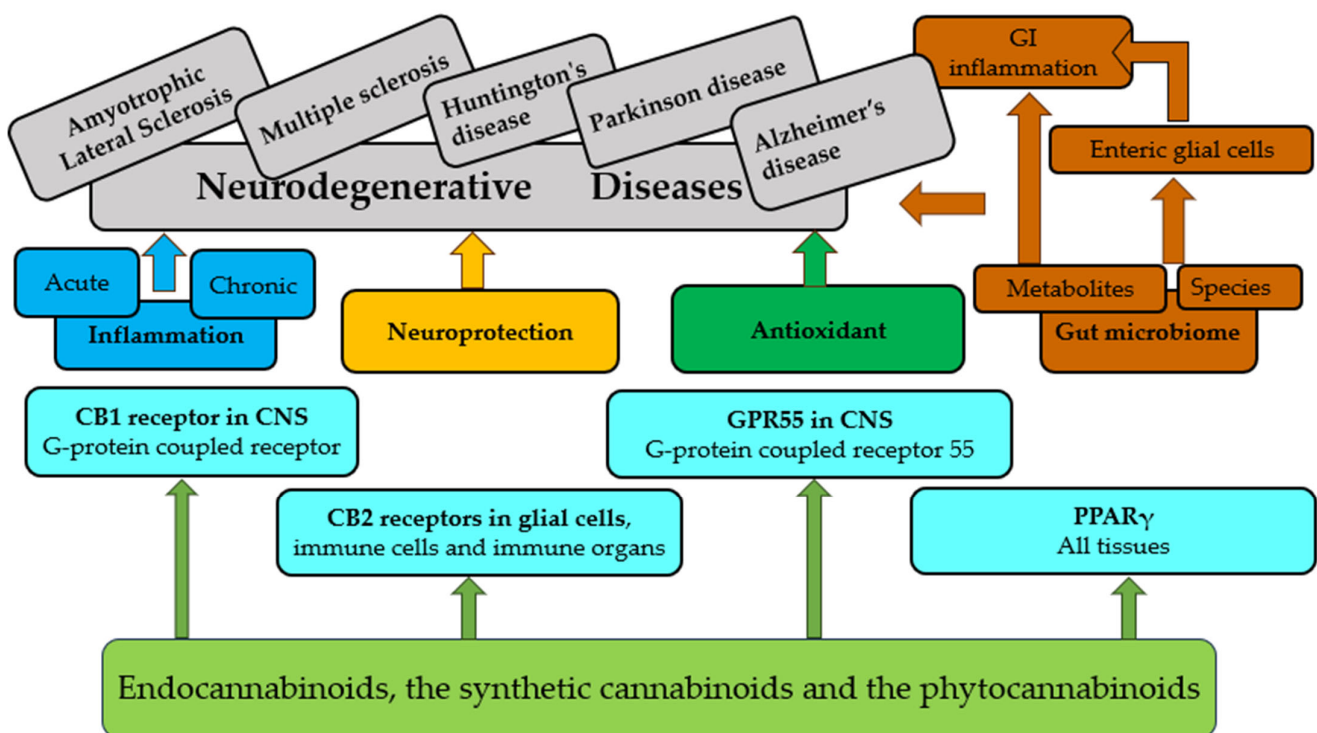 Amyotrophic
Lateral Sclerosis
Multiple sclerosis
Huntington's
disease
Parkinson disease
Alzheimer’s
disease
Neurodegenerative Diseases
GI
inflammation
Enteric glial cells
Metabolites
Species
Gut microbiome
Acute
Chronic
Inflammation
Neuroprotection
Antioxidant
CB1 receptor in CNS
G-protein coupled receptor
GPR55 in CNS
G-protein coupled receptor 55
CB2 receptors in glial cells,
immune cells and immune organs
PPARγ
All tissues
Endocannabinoids, the synthetic cannabinoids and the phytocannabinoids